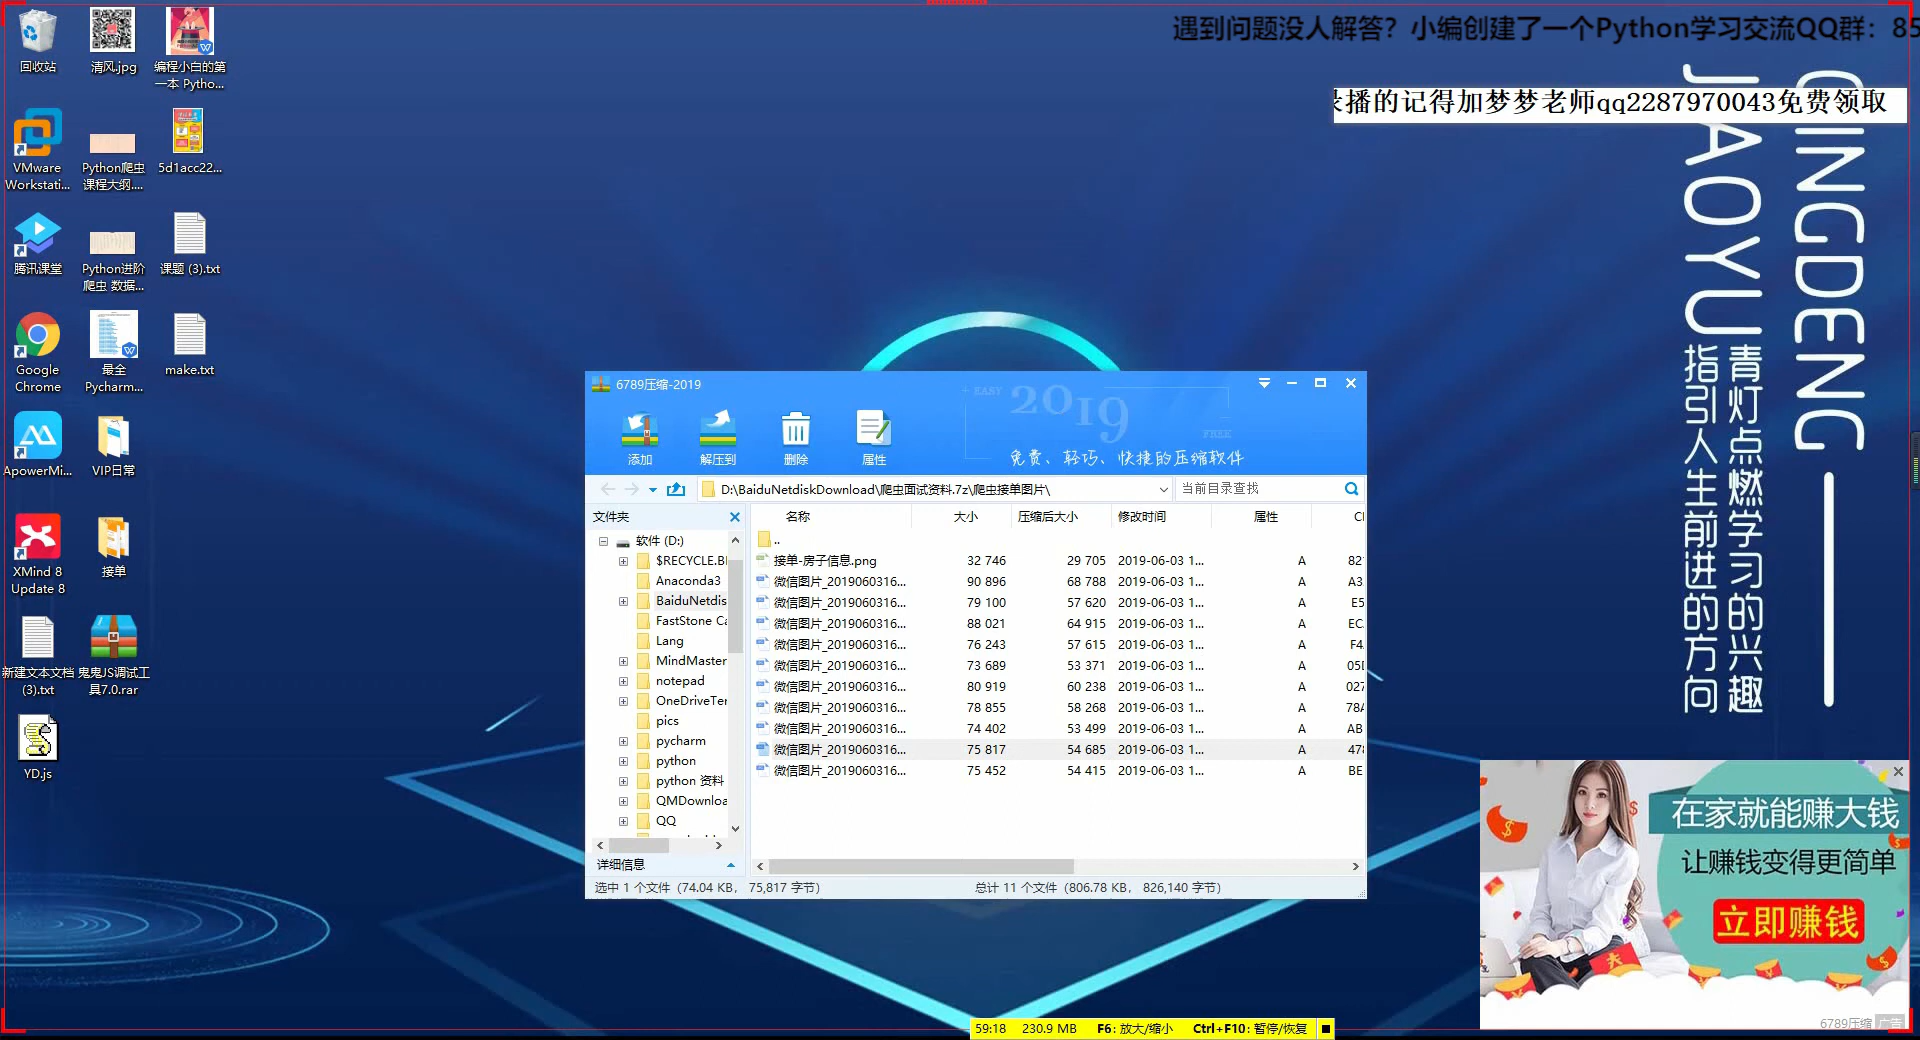 遇到问题没人解答？小编创建了一个Python学习交流QQ群：85
播的记得加梦梦老师qq2287970043免费领取
QINGDENG
JIAOYU
青灯点燃学习的兴趣
指引人生前进的方向
回收站
清风.jpg
编程小白的第
一本 Pytho...
VMware
Workstati...
Python爬虫
课程大纲....
5d1acc22...
腾讯课堂
Python进阶
爬虫 数据...
课题 (3).txt
Google
Chrome
最全
Pycharm...
make.txt
ApowerMi...
VIP日常
XMind 8
Update 8
接单
新建文本文档
(3).txt
鬼鬼JS调试工
具7.0.rar
YD.js
6789压缩-2019
EASY
2019
FREE
免费、轻巧、快捷的压缩软件
添加
解压到
删除
属性
D:\BaiduNetdiskDownload\爬虫面试资料.7z\爬虫接单图片\
当前目录查找
文件夹
名称 大小 压缩后大小 修改时间 属性
软件 (D:)
$RECYCLE.BI
Anaconda3
BaiduNetdis
FastStone Ca
Lang
MindMaster
notepad
OneDriveTer
pics
pycharm
python
python 资料
QMDownloa
QQ
..
接单-房子信息.png 32 746 29 705 2019-06-03 1... A 82
微信图片_2019060316... 90 896 68 788 2019-06-03 1... A A3
微信图片_2019060316... 79 100 57 620 2019-06-03 1... A E5
微信图片_2019060316... 88 021 64 915 2019-06-03 1... A EC
微信图片_2019060316... 76 243 57 615 2019-06-03 1... A F4
微信图片_2019060316... 73 689 53 371 2019-06-03 1... A 05
微信图片_2019060316... 80 919 60 238 2019-06-03 1... A 027
微信图片_2019060316... 78 855 58 268 2019-06-03 1... A 78
微信图片_2019060316... 74 402 53 499 2019-06-03 1... A AB
微信图片_2019060316... 75 817 54 685 2019-06-03 1... A 47
微信图片_2019060316... 75 452 54 415 2019-06-03 1... A BE
详细信息
选中 1 个文件（74.04 KB， 75,817 字节）
总计 11 个文件（806.78 KB， 826,140 字节）
在家就能赚大钱
让赚钱变得更简单
立即赚钱
6789压缩 广告
59:18 230.9 MB F6: 放大/缩小 Ctrl+F10: 暂停/恢复